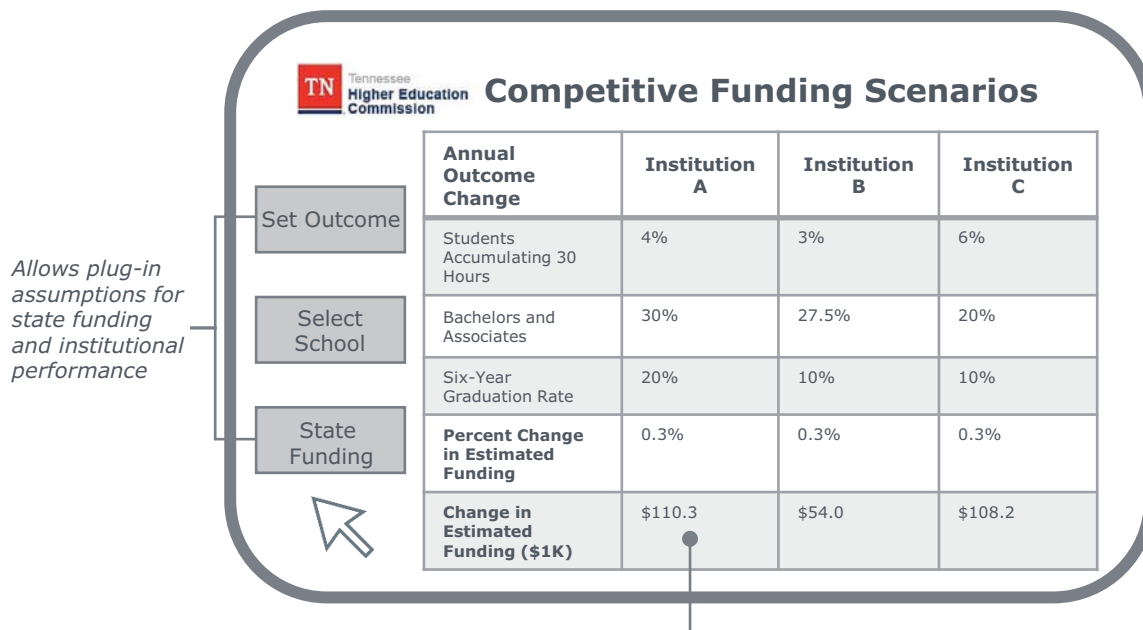 TN
Tennessee
Higher Education
Commission
Competitive Funding Scenarios
Allows plug-in
assumptions for
state funding
and institutional
performance
Set Outcome
Select
School
State
Funding
Annual
Outcome
Change
Institution
A
Institution
B
Institution
C
Students
Accumulating 30
Hours
4%
3%
6%
Bachelors and
Associates
30%
27.5%
20%
Six-Year
Graduation Rate
20%
10%
10%
Percent Change
in Estimated
Funding
0.3%
0.3%
0.3%
Change in
Estimated
Funding ($1K)
$110.3
$54.0
$108.2